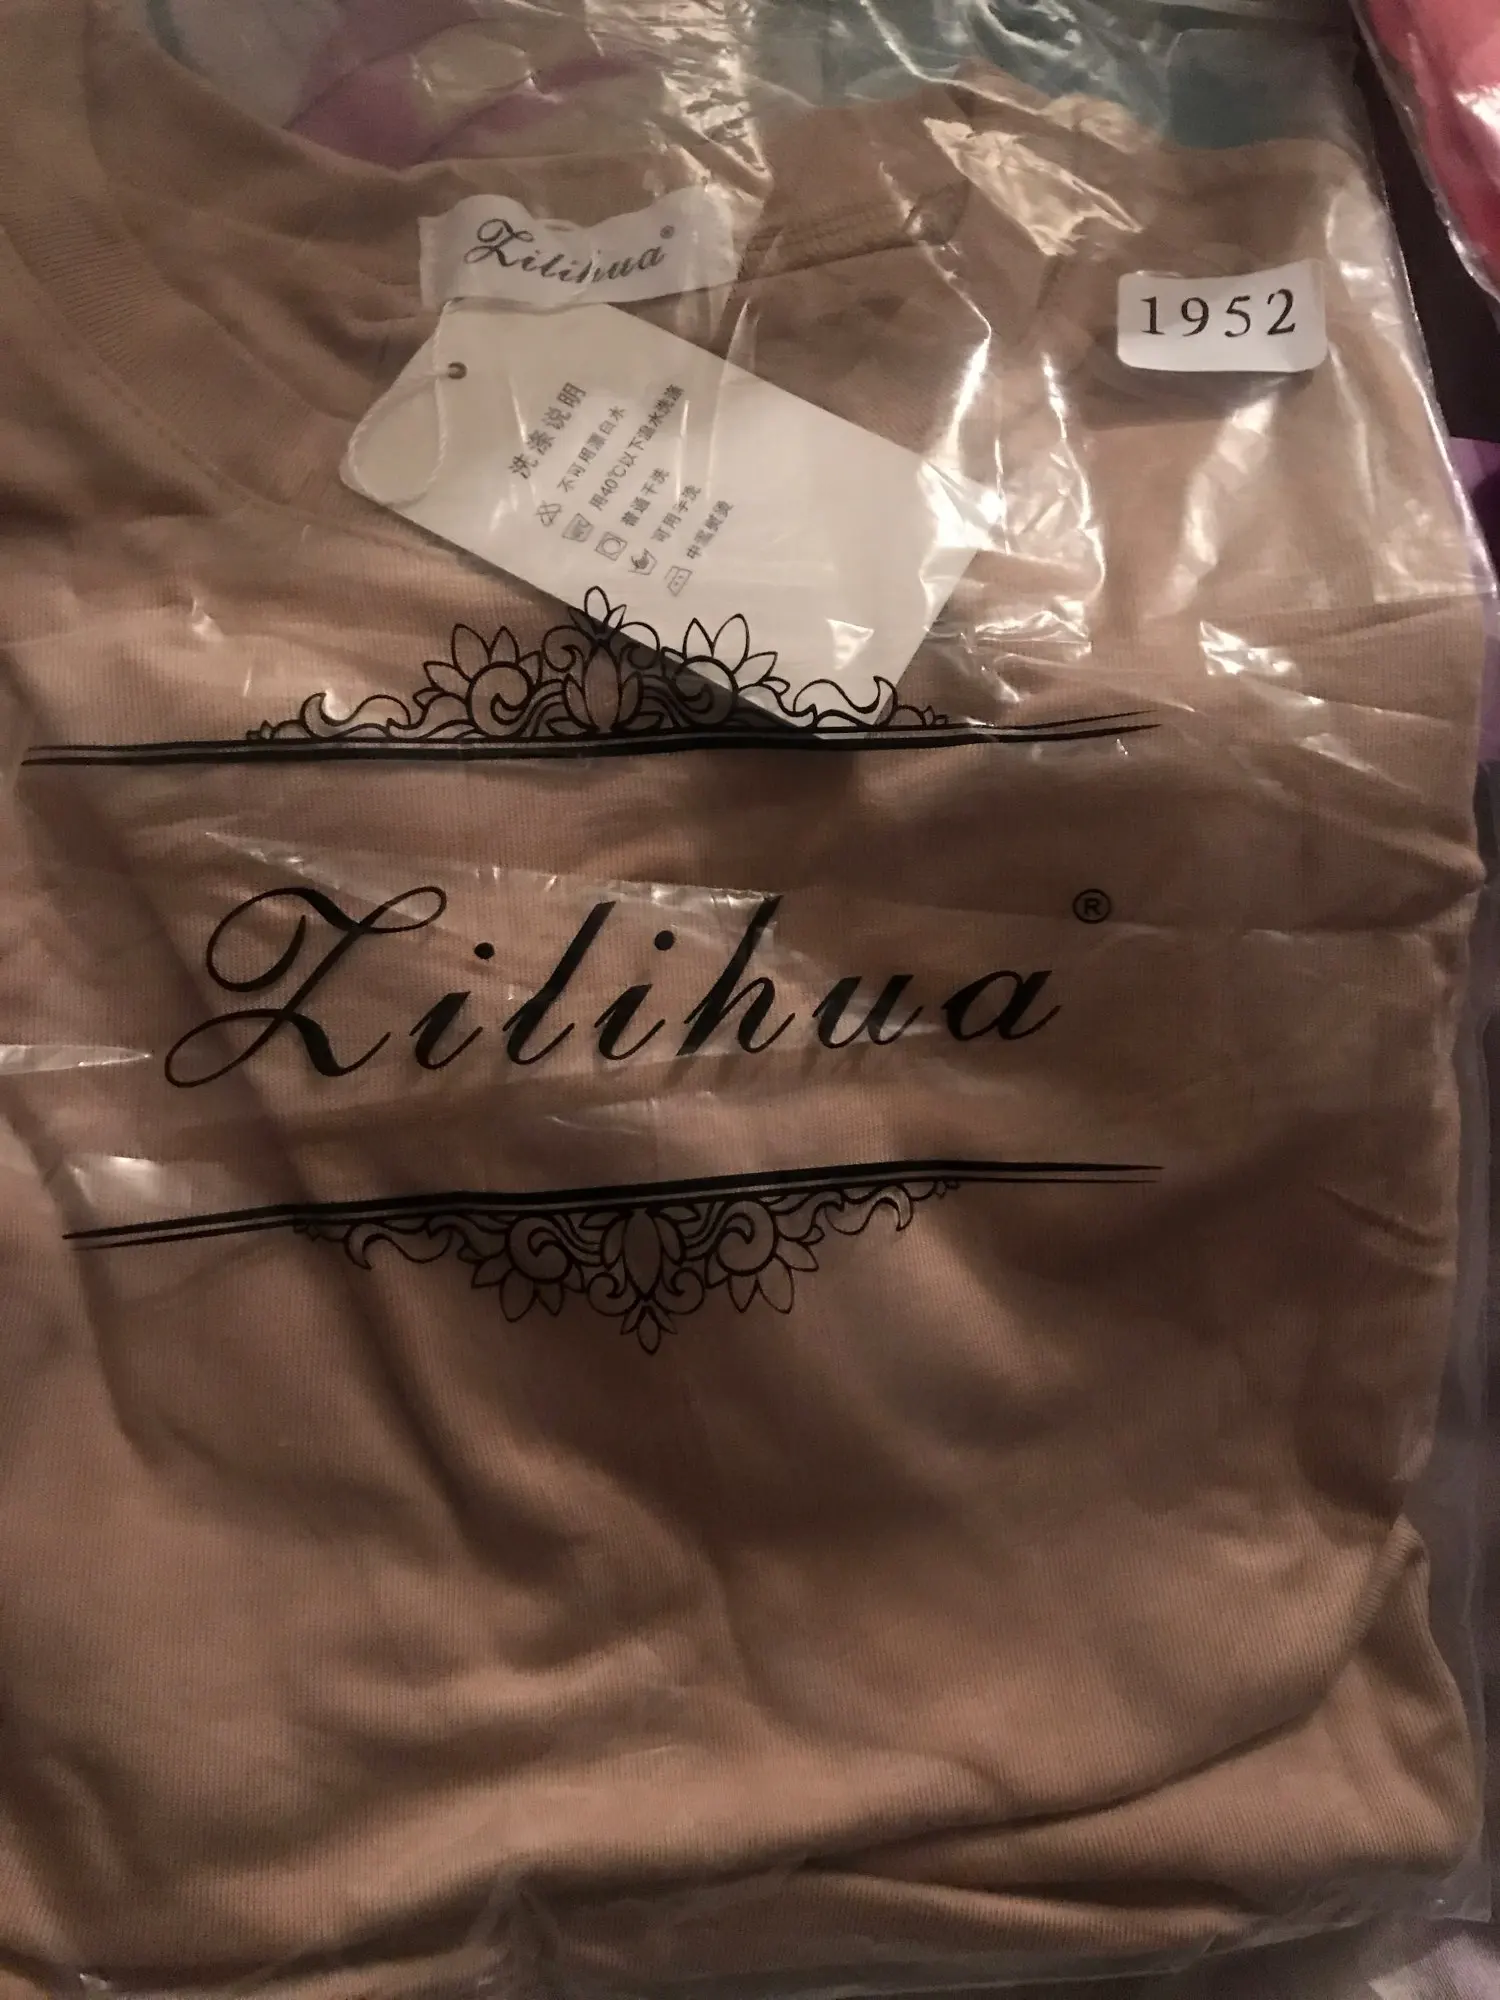 Zilihua®
1952
洗涤说明
不可用漂白水
用40℃以下温水洗涤
普通干洗
可用手洗
中温熨烫
Zilihua®